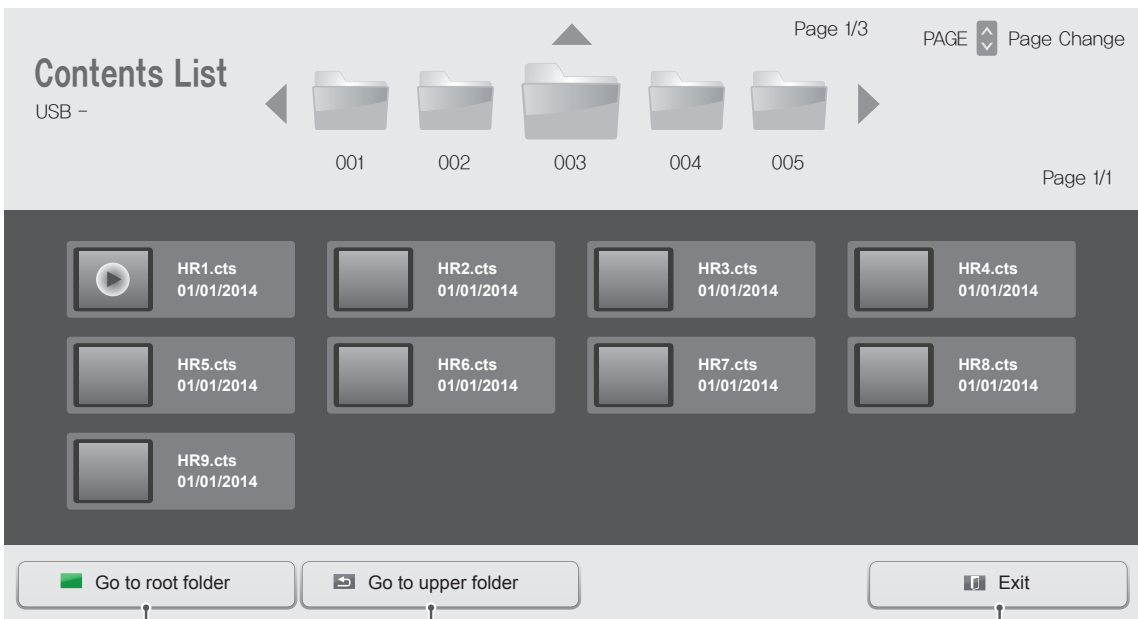 Page 1/3
PAGE Page Change
Contents List
USB -
001 002 003 004 005
Page 1/1
HR1.cts
01/01/2014
HR2.cts
01/01/2014
HR3.cts
01/01/2014
HR4.cts
01/01/2014
HR5.cts
01/01/2014
HR6.cts
01/01/2014
HR7.cts
01/01/2014
HR8.cts
01/01/2014
HR9.cts
01/01/2014
Go to root folder
Go to upper folder
Exit